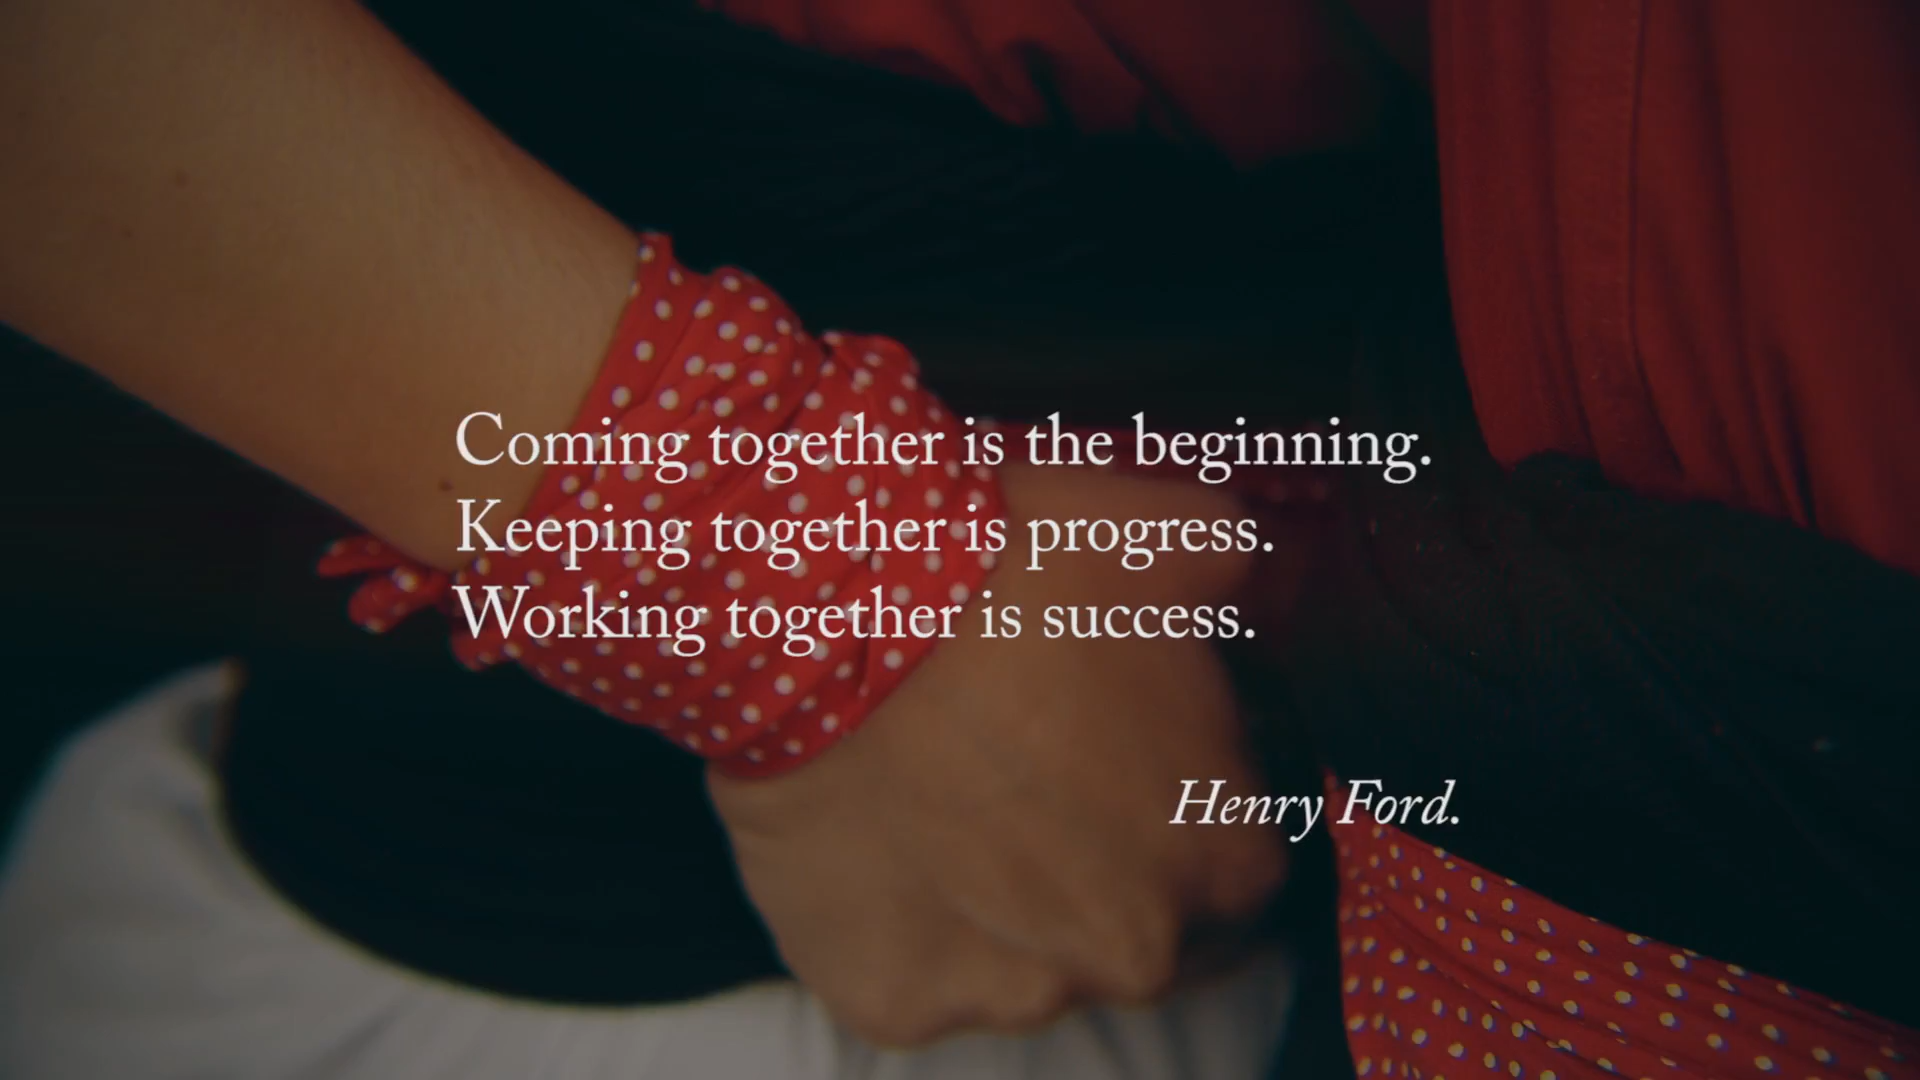 Coming together is the beginning.
Keeping together is progress.
Working together is success.
Henry Ford.